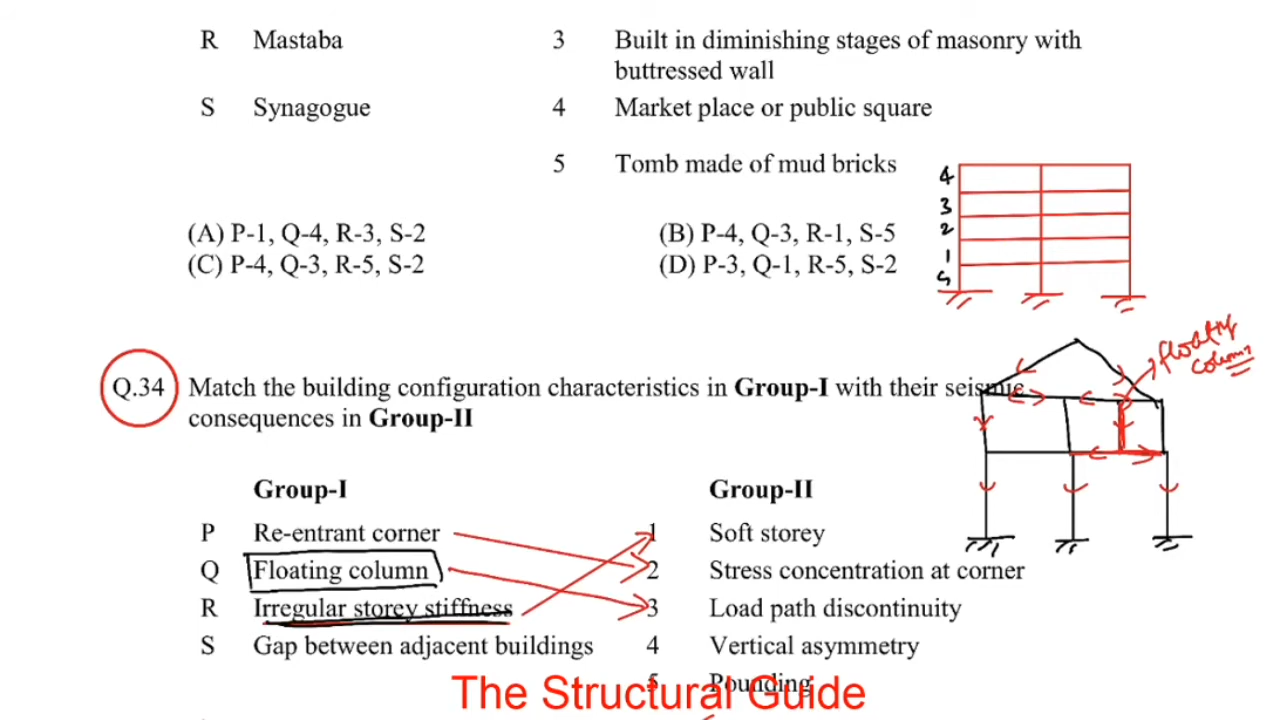 R Mastaba 3 Built in diminishing stages of masonry with
buttressed wall
S Synagogue 4 Market place or public square
5 Tomb made of mud bricks
(A) P-1, Q-4, R-3, S-2 (B) P-4, Q-3, R-1, S-5
(C) P-4, Q-3, R-5, S-2 (D) P-3, Q-1, R-5, S-2
4
3
2
1
G
floating
column
Q.34 Match the building configuration characteristics in Group-I with their seismic
consequences in Group-II
Group-I Group-II
P Re-entrant corner 1 Soft storey
Q Floating column 2 Stress concentration at corner
R Irregular storey stiffness 3 Load path discontinuity
S Gap between adjacent buildings 4 Vertical asymmetry
5 Pounding
The Structural Guide